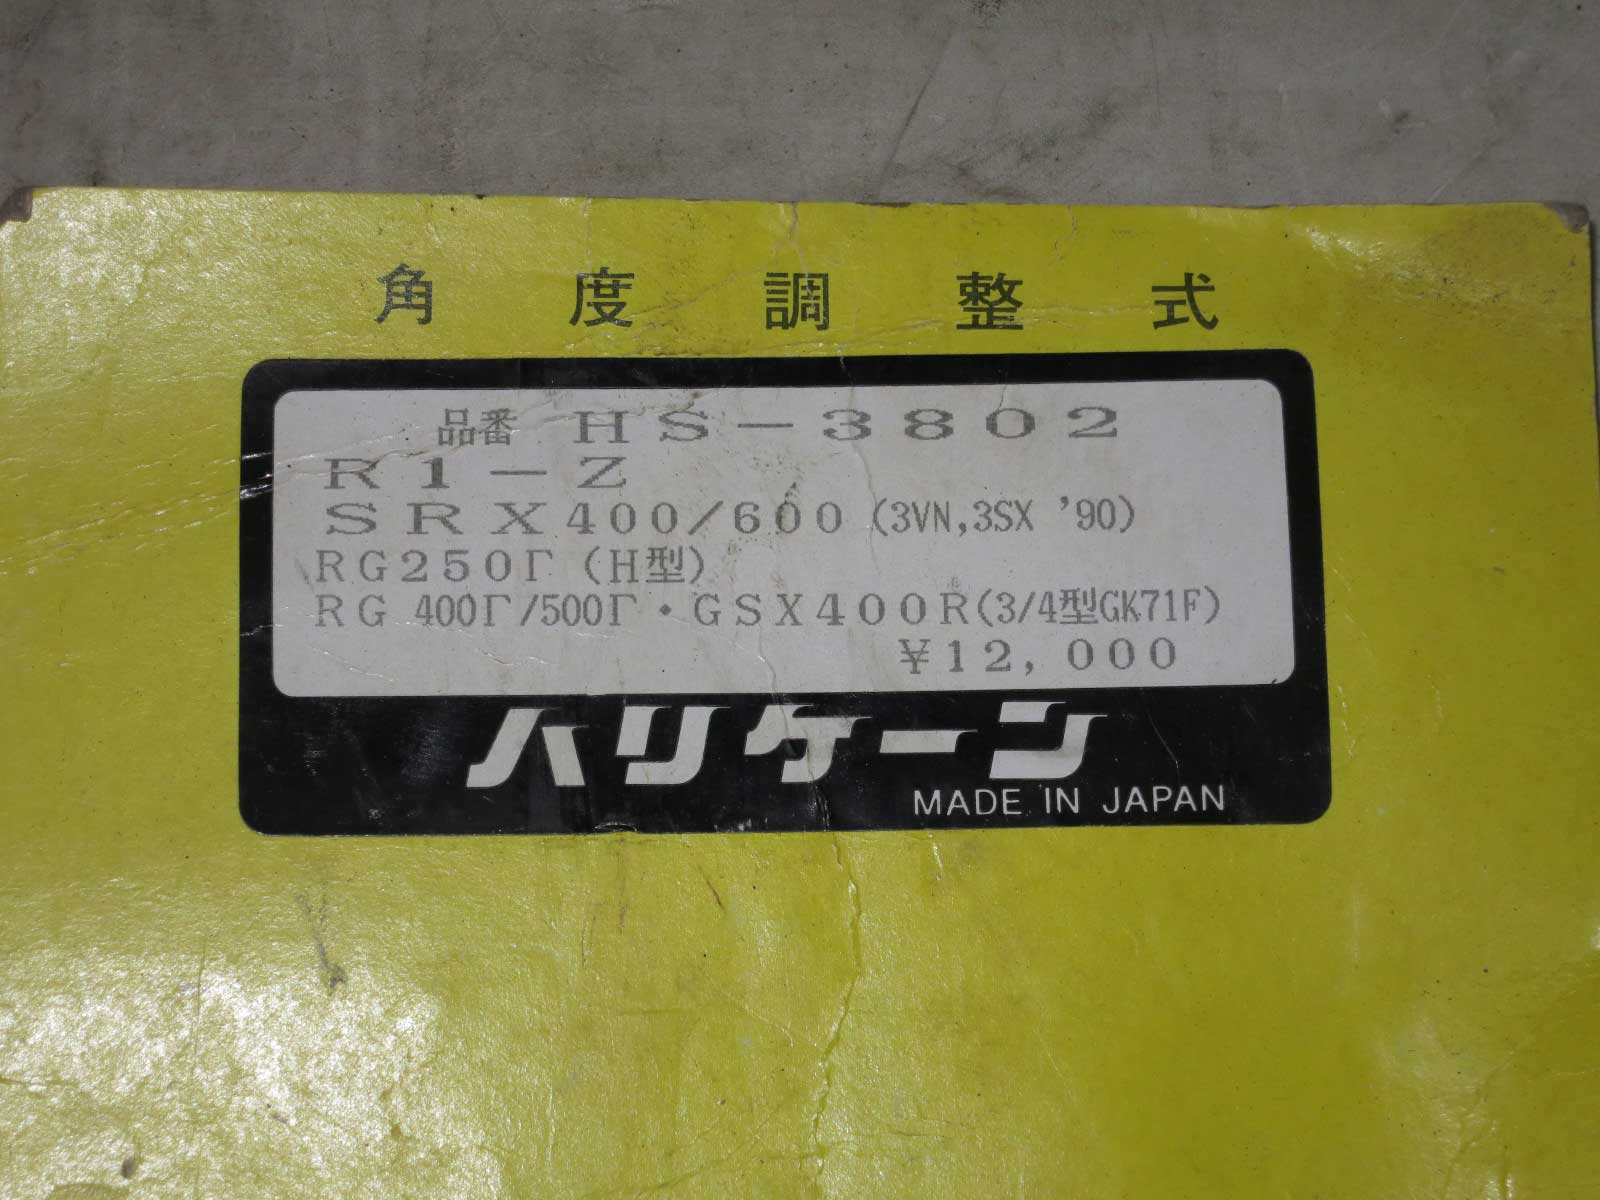 角度調整式
品番 HS-3802
R1-Z
SRX400/600(3VN,3SX '90)
RG250Γ(H型)
RG 400Γ/500Γ・GSX400R(3/4型GK71F)
¥12,000
ハリケーン
MADE IN JAPAN